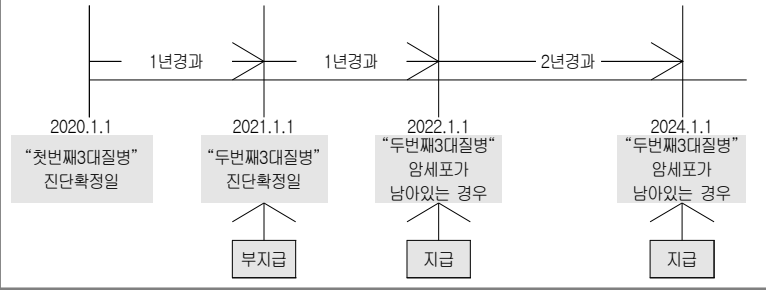 1년경과 1년경과 2년경과
2020.1.1 2021.1.1 2022.1.1 2024.1.1
“첫번째3대질병”
진단확정일
“두번째3대질병”
진단확정일
“두번째3대질병“
암세포가
남아있는 경우
“두번째3대질병”
암세포가
남아있는 경우
부지급 지급 지급